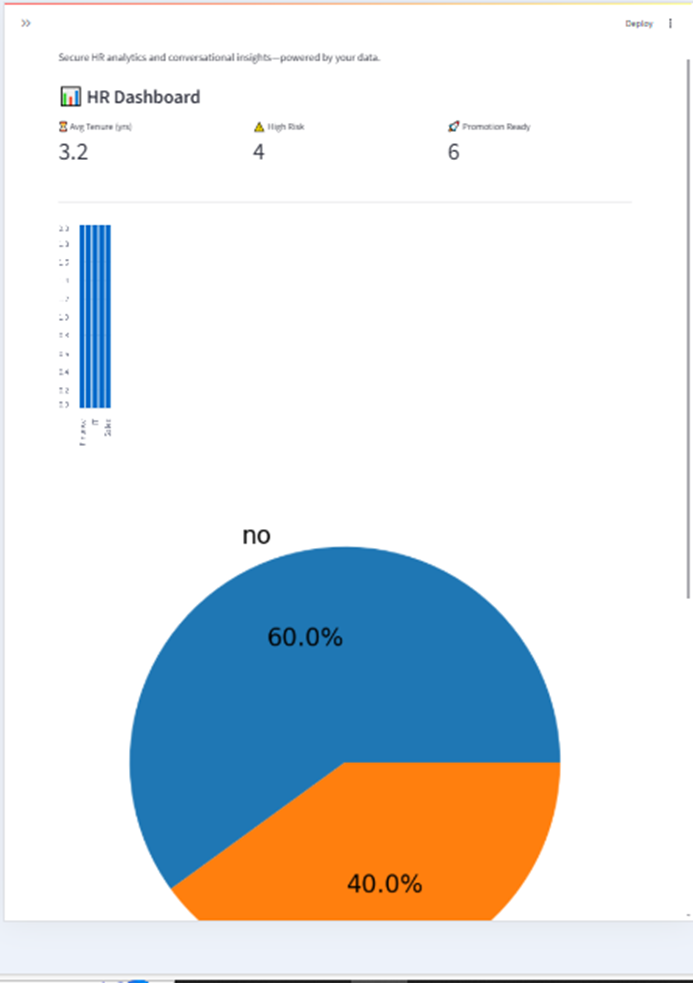 Deploy
Secure HR analytics and conversational insights—powered by your data.
HR Dashboard
Avg Tenure (yrs)
High Risk
Promotion Ready
3.2
4
6
IT
Sales
no
60.0%
40.0%